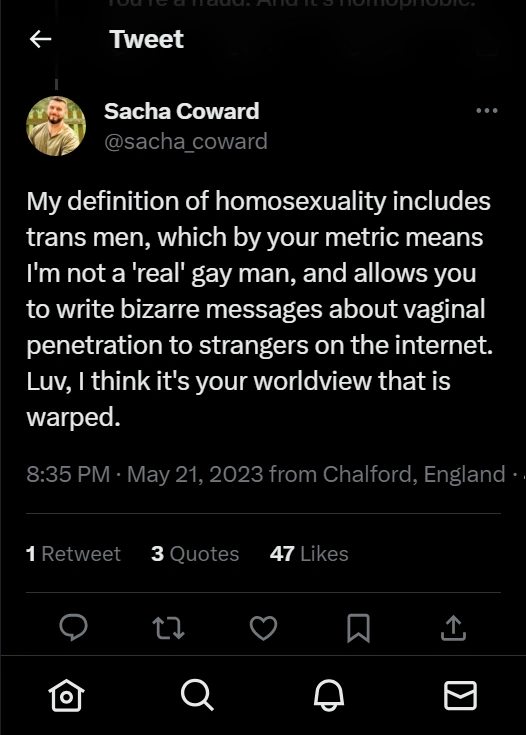 You're a fraud. And it's homophobic.
Tweet
Sacha Coward
@sacha_coward
My definition of homosexuality includes
trans men, which by your metric means
I'm not a 'real' gay man, and allows you
to write bizarre messages about vaginal
penetration to strangers on the internet.
Luv, I think it's your worldview that is
warped.
8:35 PM · May 21, 2023 from Chalford, England ·
1 Retweet 3 Quotes 47 Likes